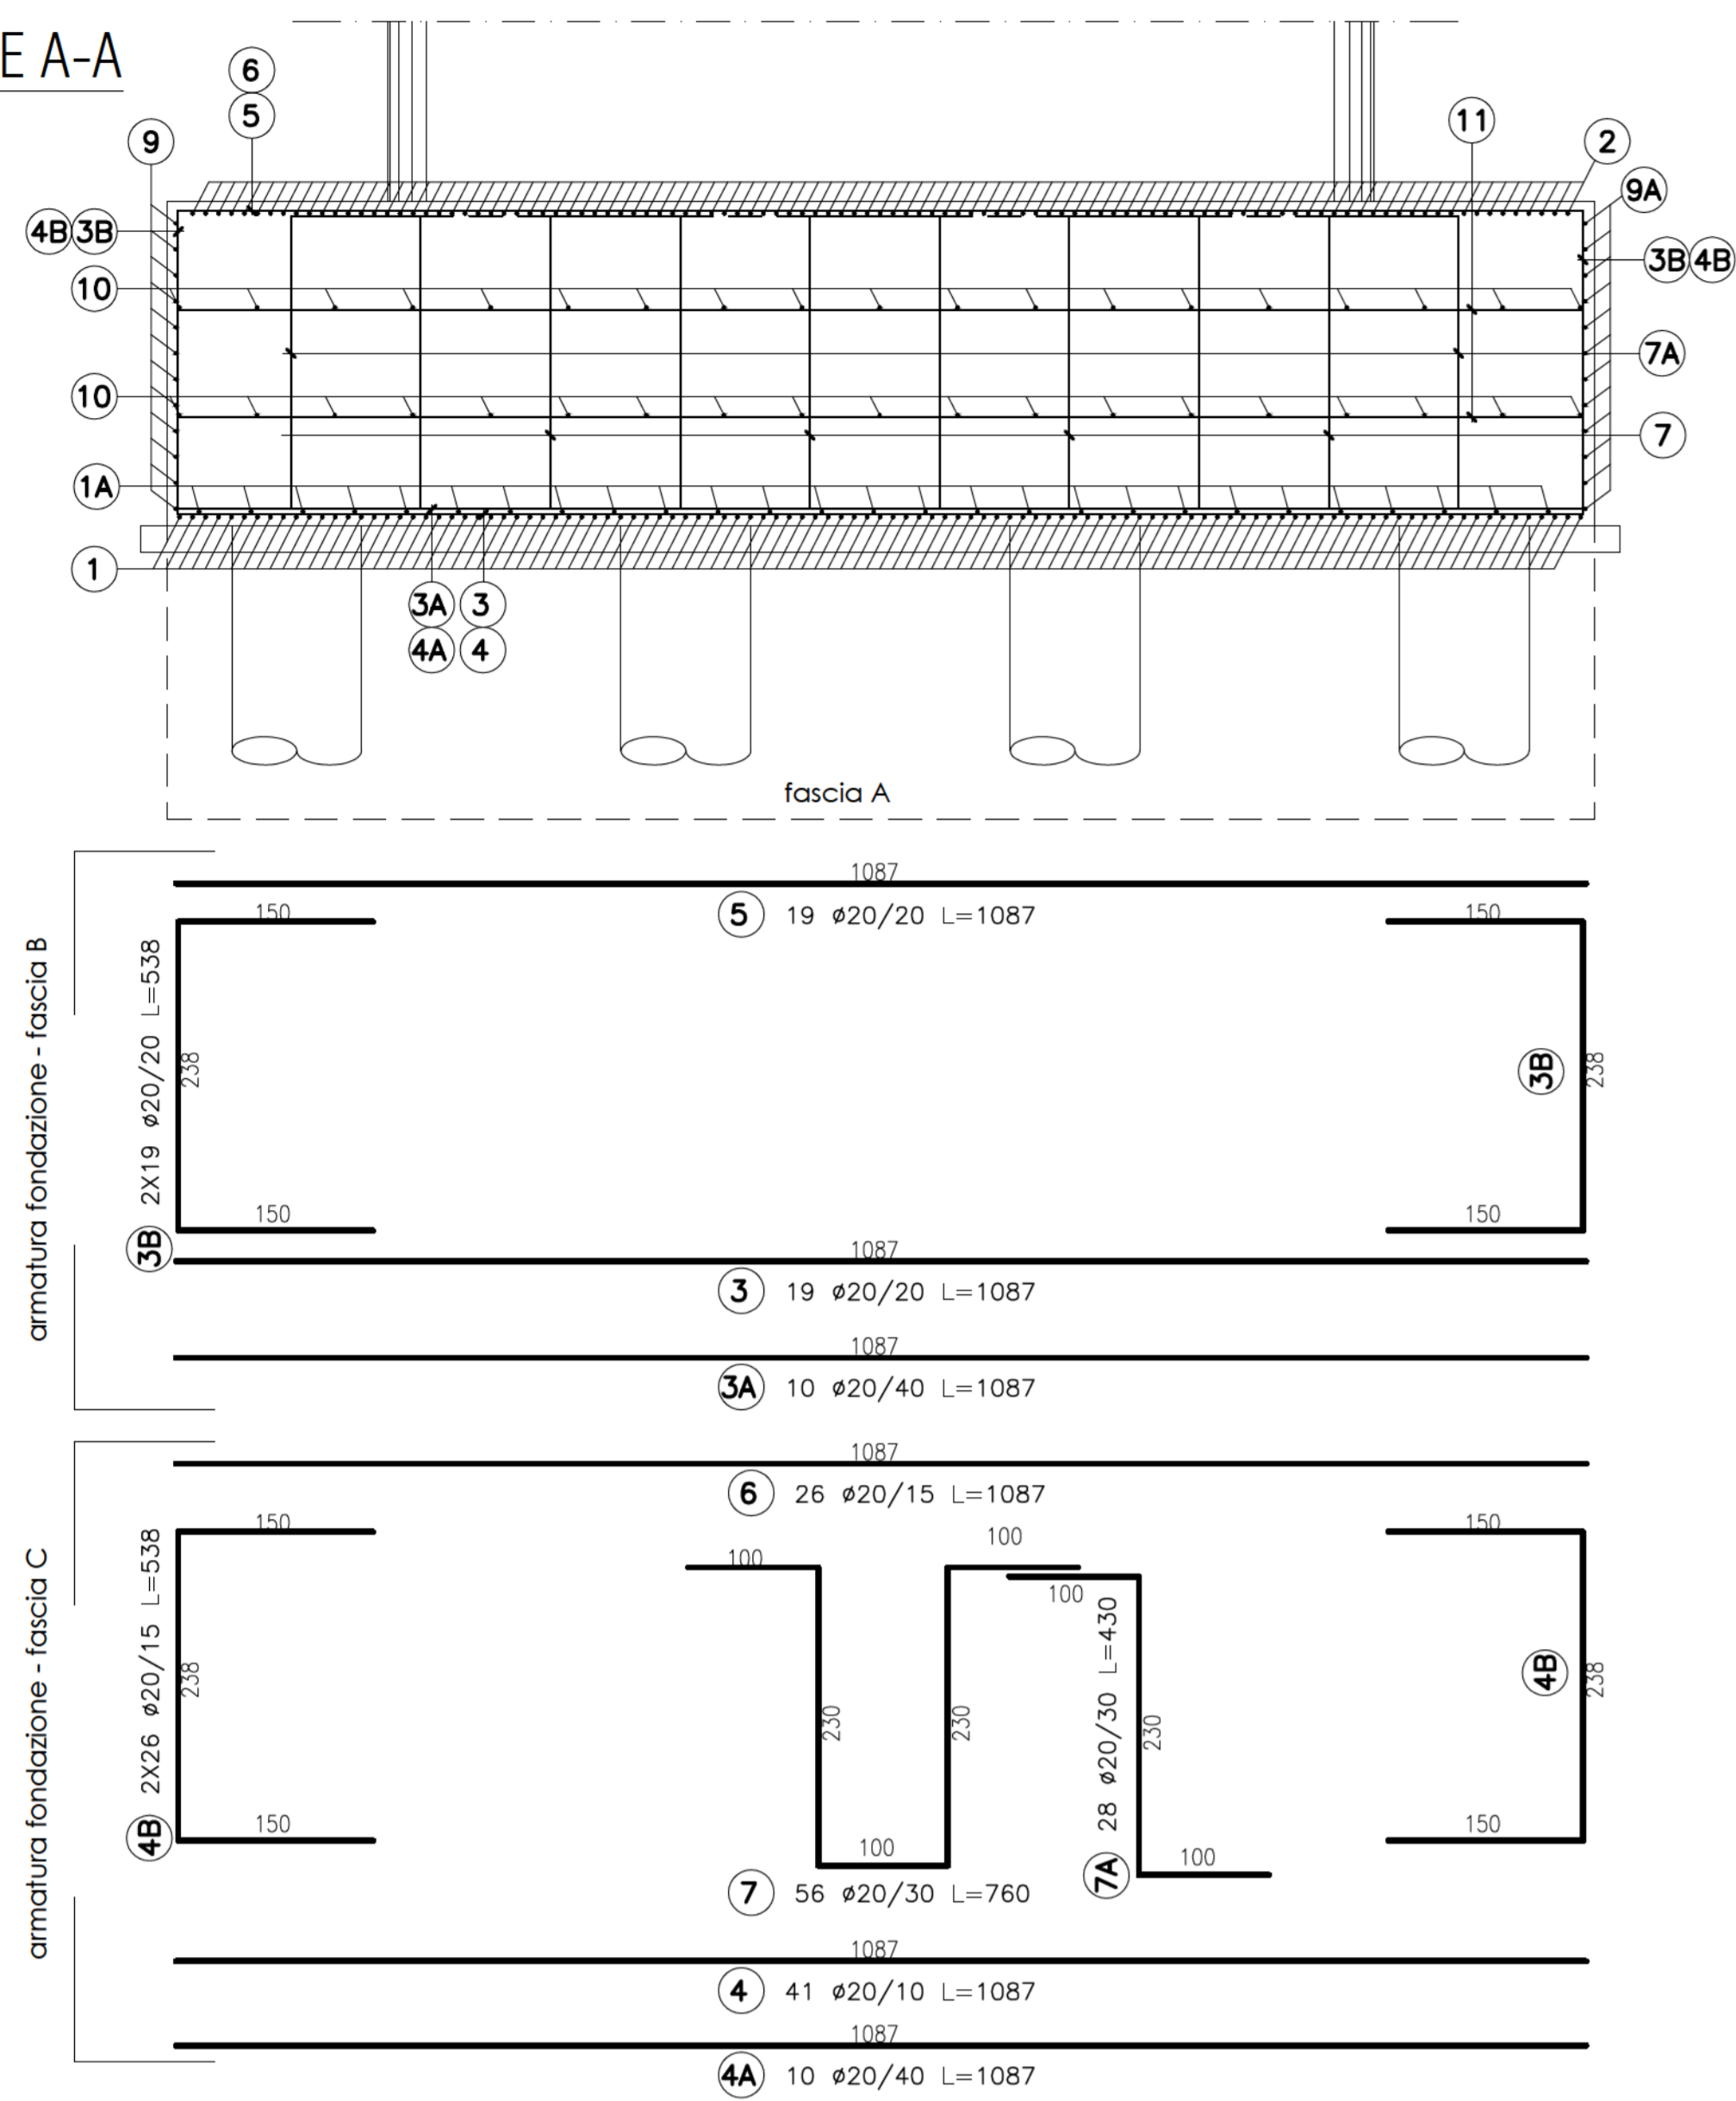 E A-A
6
5
9
11
2
9A
4B 3B
3B 4B
10
7A
10
7
1A
1
3A 3
4A 4
fascia A
armatura fondazione - fascia B
1087
5 19 ø20/20 L=1087
150
150
3B 2X19 ø20/20 L=538
238
3B
238
150
150
1087
3 19 ø20/20 L=1087
1087
3A 10 ø20/40 L=1087
armatura fondazione - fascia C
1087
6 26 ø20/15 L=1087
150
150
4B 2X26 ø20/15 L=538
238
100
100
100
230
230
7A 28 ø20/30 L=430
230
4B
238
150
100
100
150
7 56 ø20/30 L=760
1087
4 41 ø20/10 L=1087
1087
4A 10 ø20/40 L=1087